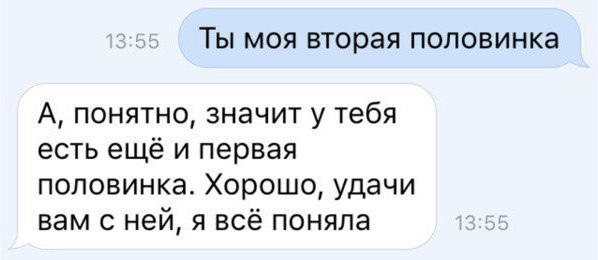 13:55
Ты моя вторая половинка
А, понятно, значит у тебя
есть ещё и первая
половинка. Хорошо, удачи
вам с ней, я всё поняла
13:55